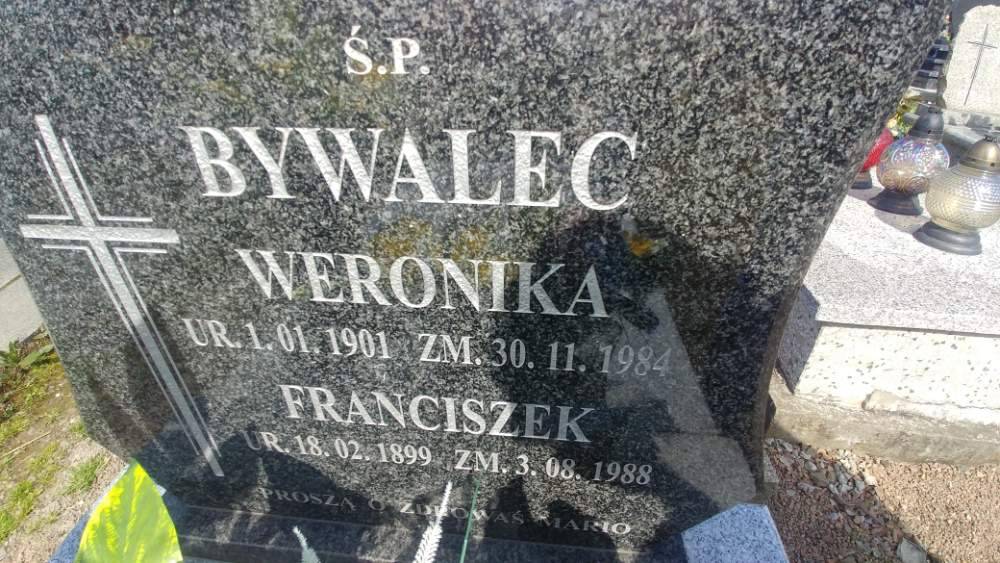 Ś.P.
BYWALEC
WERONIKA
UR. 1. 01. 1901 ZM. 30. 11. 1984
FRANCISZEK
UR. 18. 02. 1899 ZM. 3. 08. 1988
PROSZĄ O ZDROWAŚ MARIO